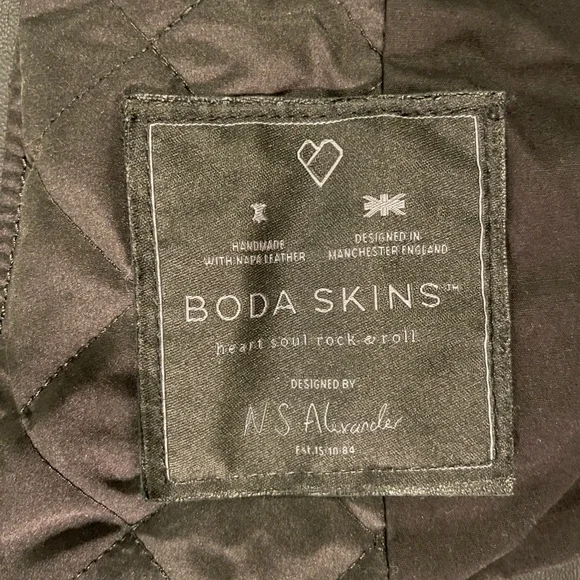 HANDMADE
WITH NAPA LEATHER
DESIGNED IN
MANCHESTER ENGLAND
BODA SKINS™
heart soul rock & roll
DESIGNED BY
N S Alexander
EST.15/10/84